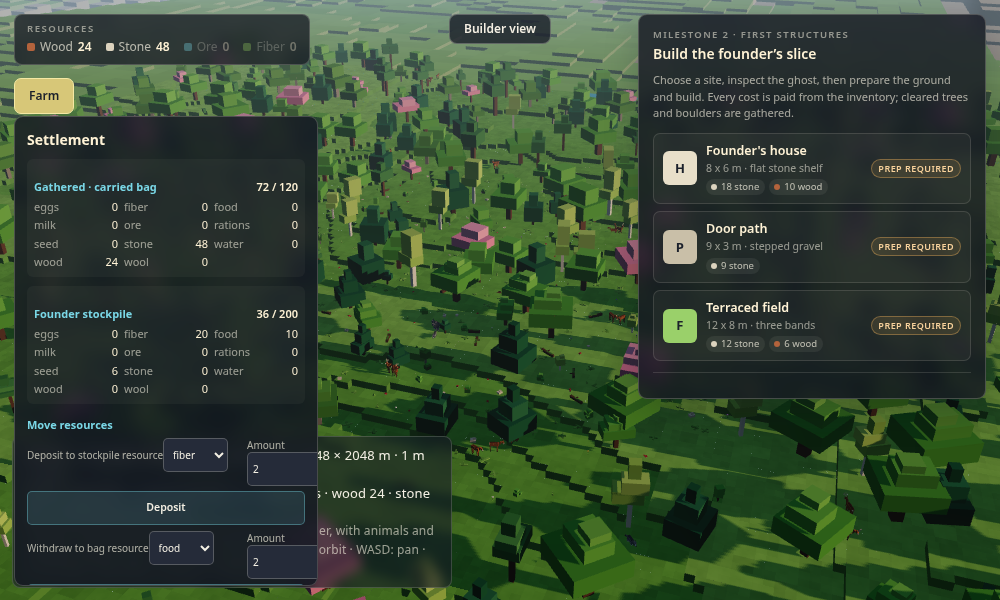 RESOURCES
Wood 24 Stone 48 Ore 0 Fiber 0
Builder view
Farm
Settlement
Gathered · carried bag 72 / 120
eggs 0 fiber 0 food 0
milk 0 ore 0 rations 0
seed 0 stone 48 water 0
wood 24 wool 0
Founder stockpile 36 / 200
eggs 0 fiber 20 food 10
milk 0 ore 0 rations 0
seed 6 stone 0 water 0
wood 0 wool 0
Move resources
Deposit to stockpile resource fiber Amount
2
Deposit
Withdraw to bag resource food Amount
2
48 × 2048 m · 1 m
s · wood 24 · stone
er, with animals and
orbit · WASD: pan ·
MILESTONE 2 · FIRST STRUCTURES
Build the founder's slice
Choose a site, inspect the ghost, then prepare the ground
and build. Every cost is paid from the inventory; cleared trees
and boulders are gathered.
H
Founder's house
8 x 6 m · flat stone shelf
18 stone 10 wood
PREP REQUIRED
P
Door path
9 x 3 m · stepped gravel
9 stone
PREP REQUIRED
F
Terraced field
12 x 8 m · three bands
12 stone 6 wood
PREP REQUIRED